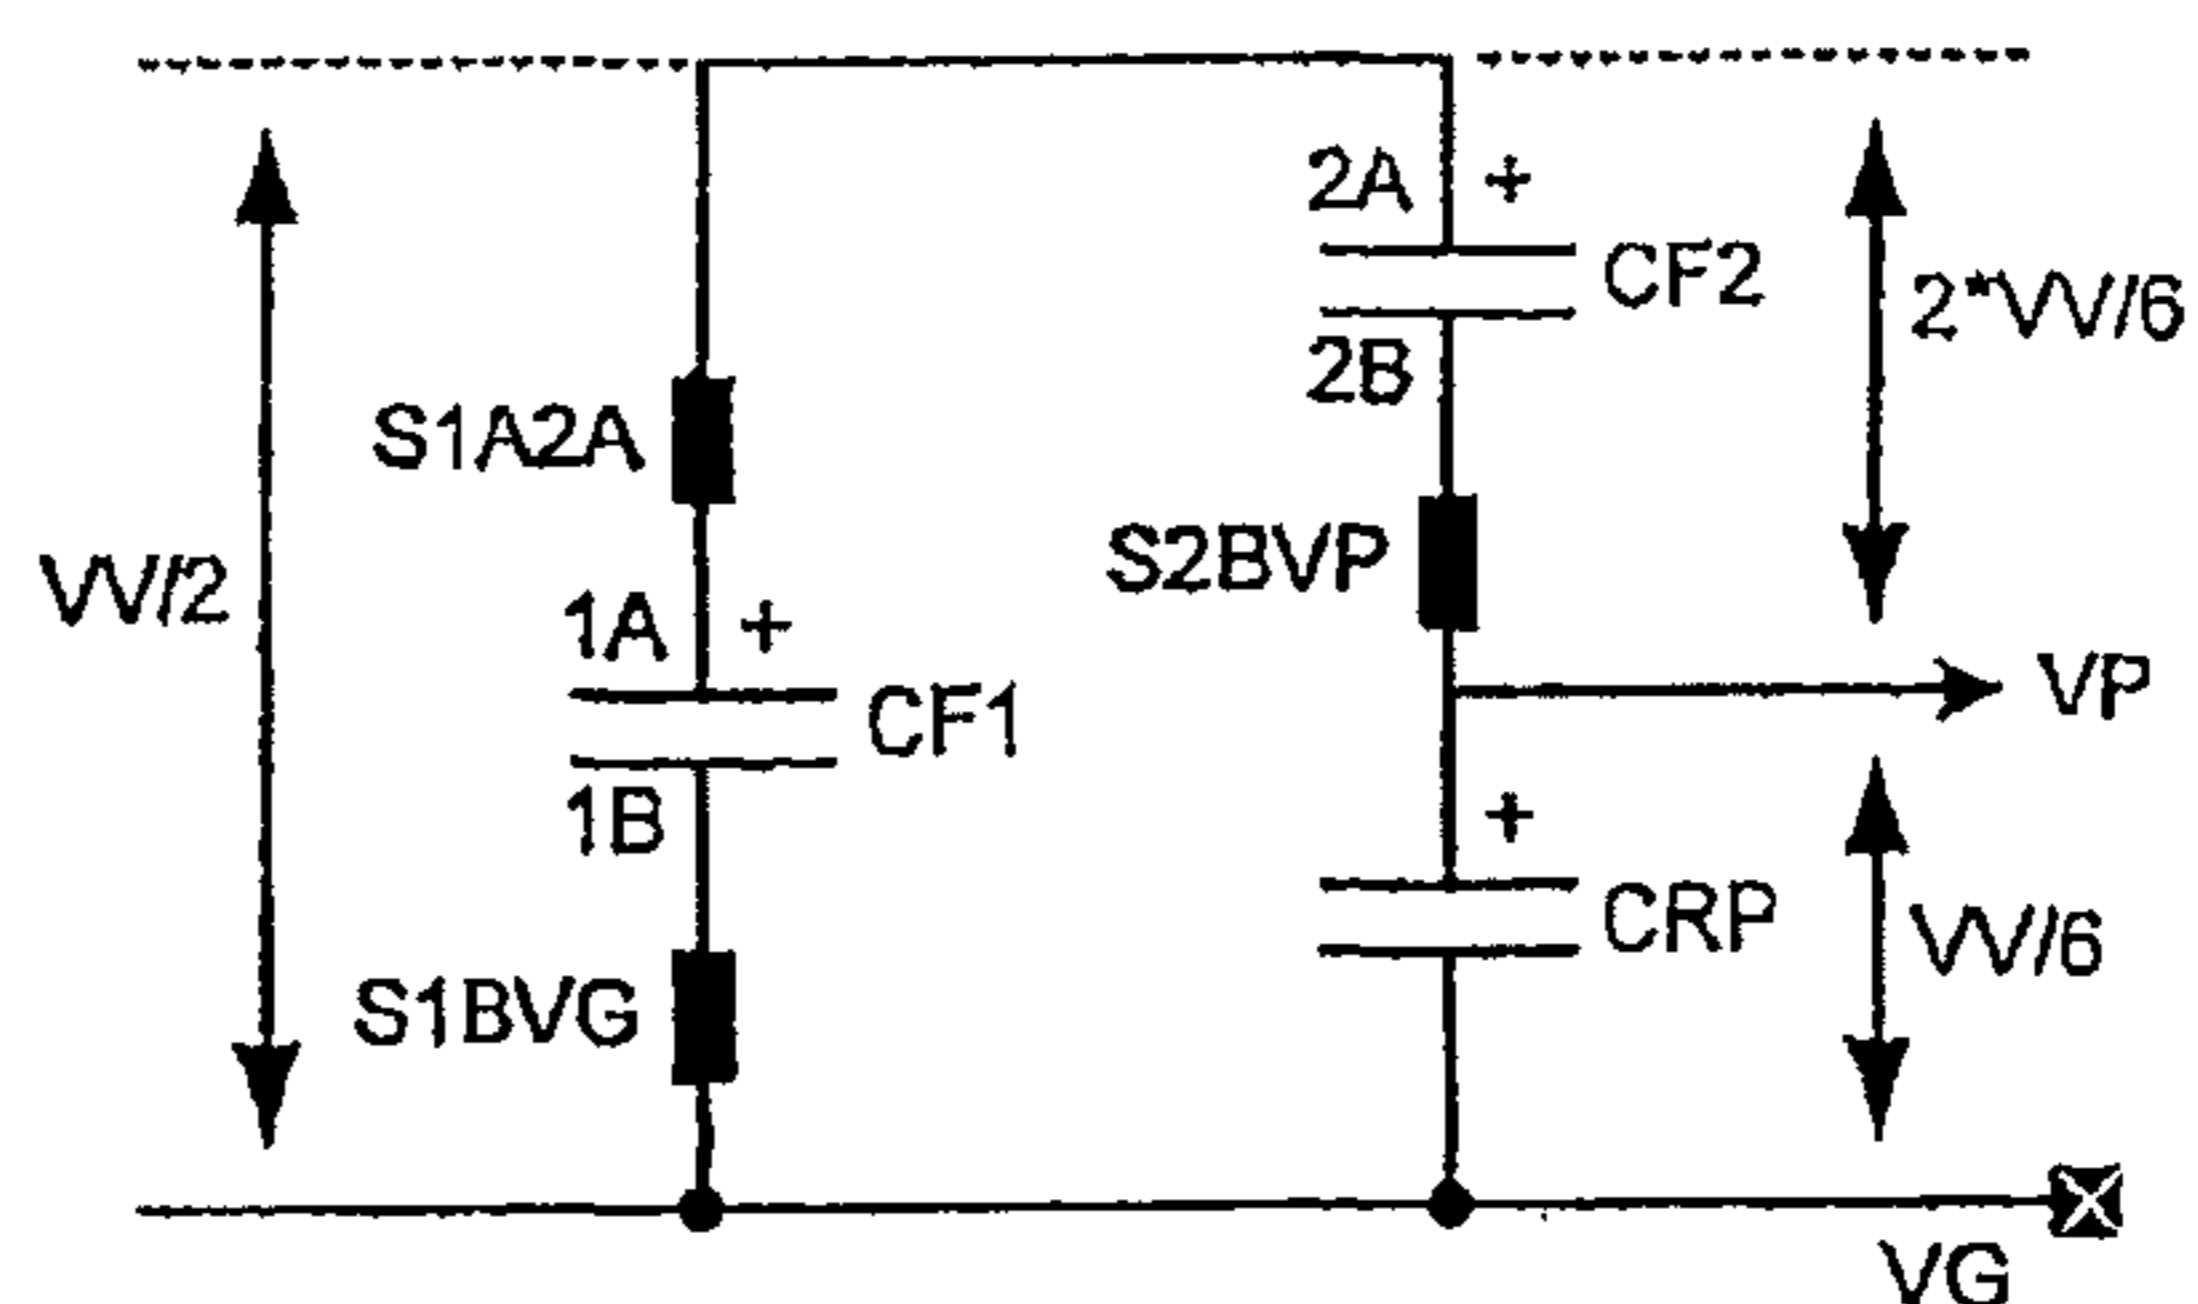 2A +
CF2
2*VV/6
2B
S1A2A
S2BVP
VV/2
1A +
VP
CF1
1B
+
CRP
VV/6
S1BVG
VG